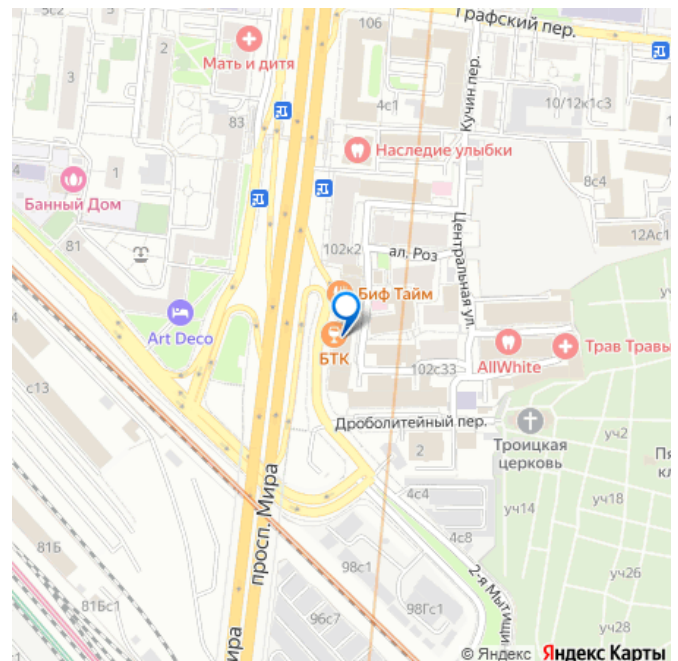 5с2
106
Графский пер.
Мать и дитя
2
3
83
4с1
Кучин пер.
10/12к1с3
Наследие улыбки
4
1
Банный Дом
8с4
81
102к2
ал. Роз
Центральная ул.
12Ас1
Биф Тайм
Art Deco
БТК
AllWhite
Трав Травы
102с33
с13
Дроболитейный пер.
Троицкая
церковь
2
уч2
4с4
уч14
уч18
просп. Мира
81Б
4с8
98с1
2-я Мыти
уч26
81Бс1
96с7
98Гс1
уч28
© Яндекс Яндекс Карты